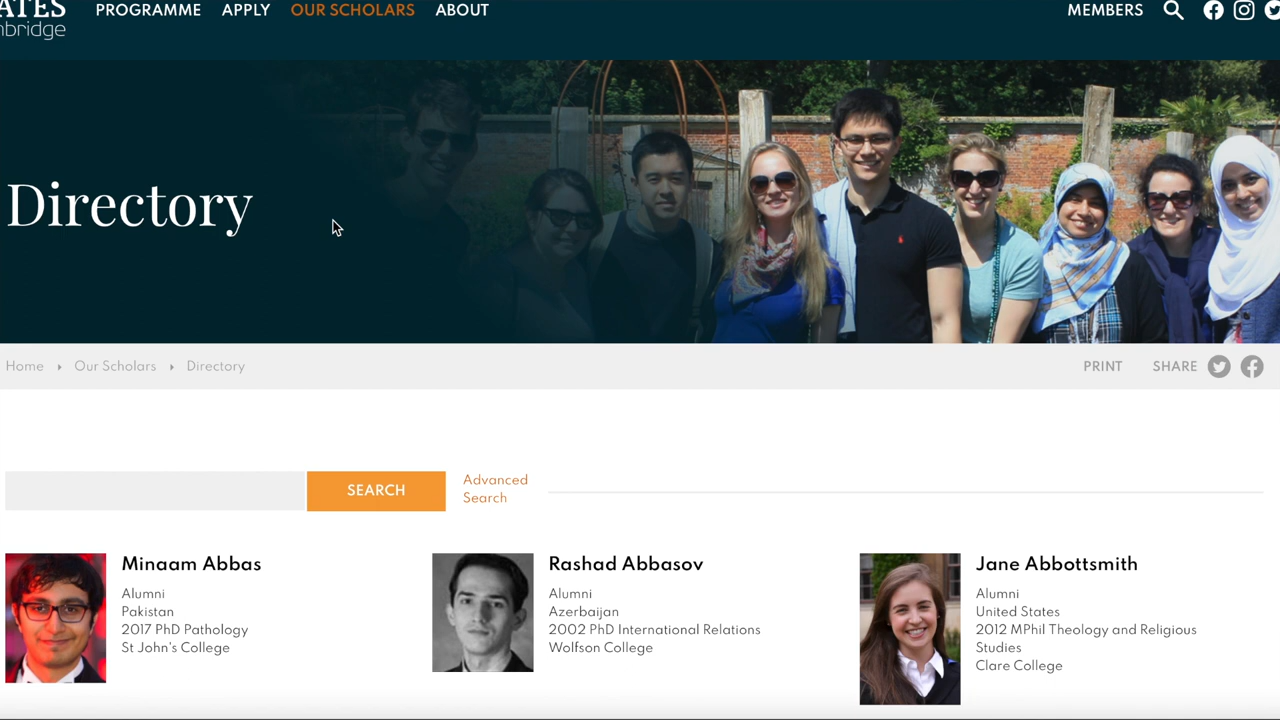 ATES
nbridge
PROGRAMME APPLY OUR SCHOLARS ABOUT
MEMBERS
Directory
Home Our Scholars Directory
PRINT SHARE
SEARCH
Advanced
Search
Minaam Abbas
Alumni
Pakistan
2017 PhD Pathology
St John's College
Rashad Abbasov
Alumni
Azerbaijan
2002 PhD International Relations
Wolfson College
Jane Abbottsmith
Alumni
United States
2012 MPhil Theology and Religious
Studies
Clare College